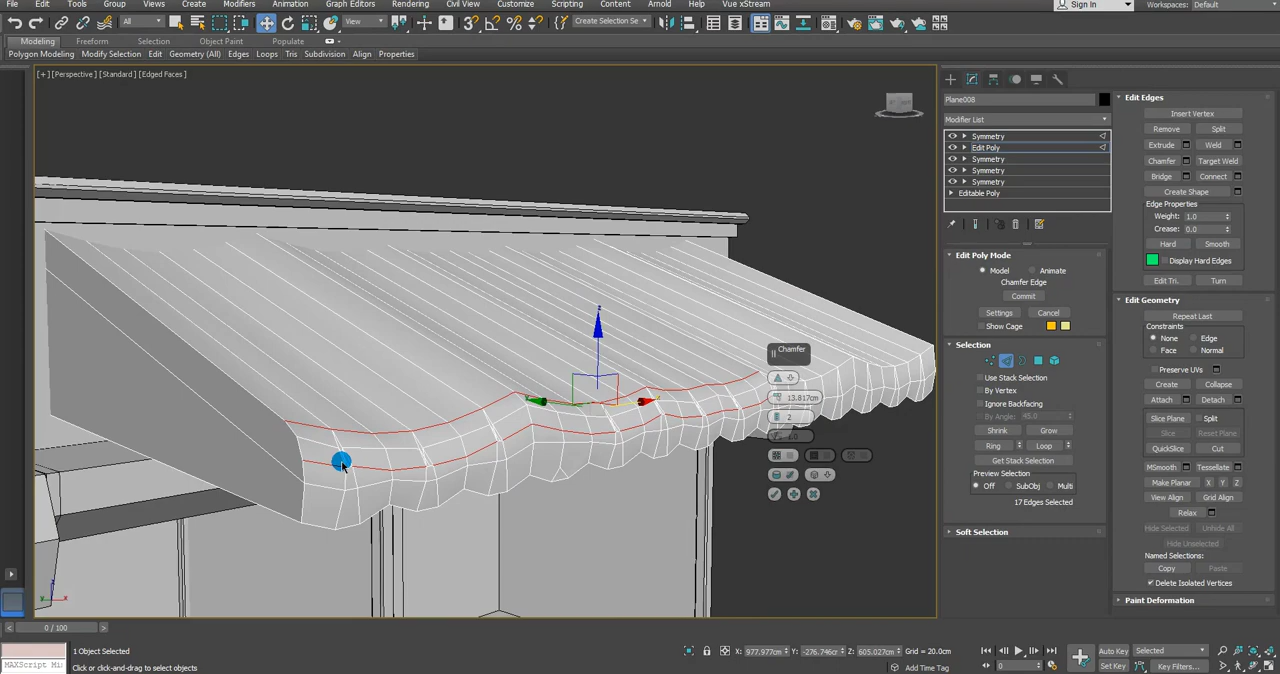 File Edit Tools Group Views Create Modifiers Animation Graph Editors Rendering Civil View Customize Scripting Content Arnold Help Vue xStream Sign In Workspaces: Default
All View Create Selection Se
Modeling Freeform Selection Object Paint Populate
Polygon Modeling Modify Selection Edit Geometry (All) Edges Loops Tris Subdivision Align Properties
[+] [Perspective] [Standard] [Edged Faces]
Plane008
Modifier List
Symmetry
Edit Poly
Symmetry
Symmetry
Symmetry
Editable Poly
Edit Poly Mode
Model Animate
Chamfer Edge
Commit
Settings Cancel
Show Cage
Selection
Use Stack Selection
By Vertex
Ignore Backfacing
By Angle: 45.0
Shrink Grow
Ring Loop
Get Stack Selection
Preview Selection
Off SubObj Multi
17 Edges Selected
Soft Selection
Edit Edges
Insert Vertex
Remove Split
Extrude Weld
Chamfer Target Weld
Bridge Connect
Create Shape
Edge Properties
Weight: 1.0
Crease: 0.0
Hard Smooth
Display Hard Edges
Edit Tri. Turn
Edit Geometry
Repeat Last
Constraints
None Edge
Face Normal
Preserve UVs
Create Collapse
Attach Detach
Slice Plane Split
Slice Reset Plane
QuickSlice Cut
MSmooth Tessellate
Make Planar X Y Z
View Align Grid Align
Relax
Hide Selected Unhide All
Hide Unselected
Named Selections:
Copy Paste
Delete Isolated Vertices
Paint Deformation
Chamfer
13.817cm
2
1.0
0 / 100
1 Object Selected
Click or click-and-drag to select objects
MAXScript Mi
X: 977.977cm Y: -276.746cm Z: 605.027cm Grid = 20.0cm
Add Time Tag
0
Auto Key Selected
Set Key Key Filters...